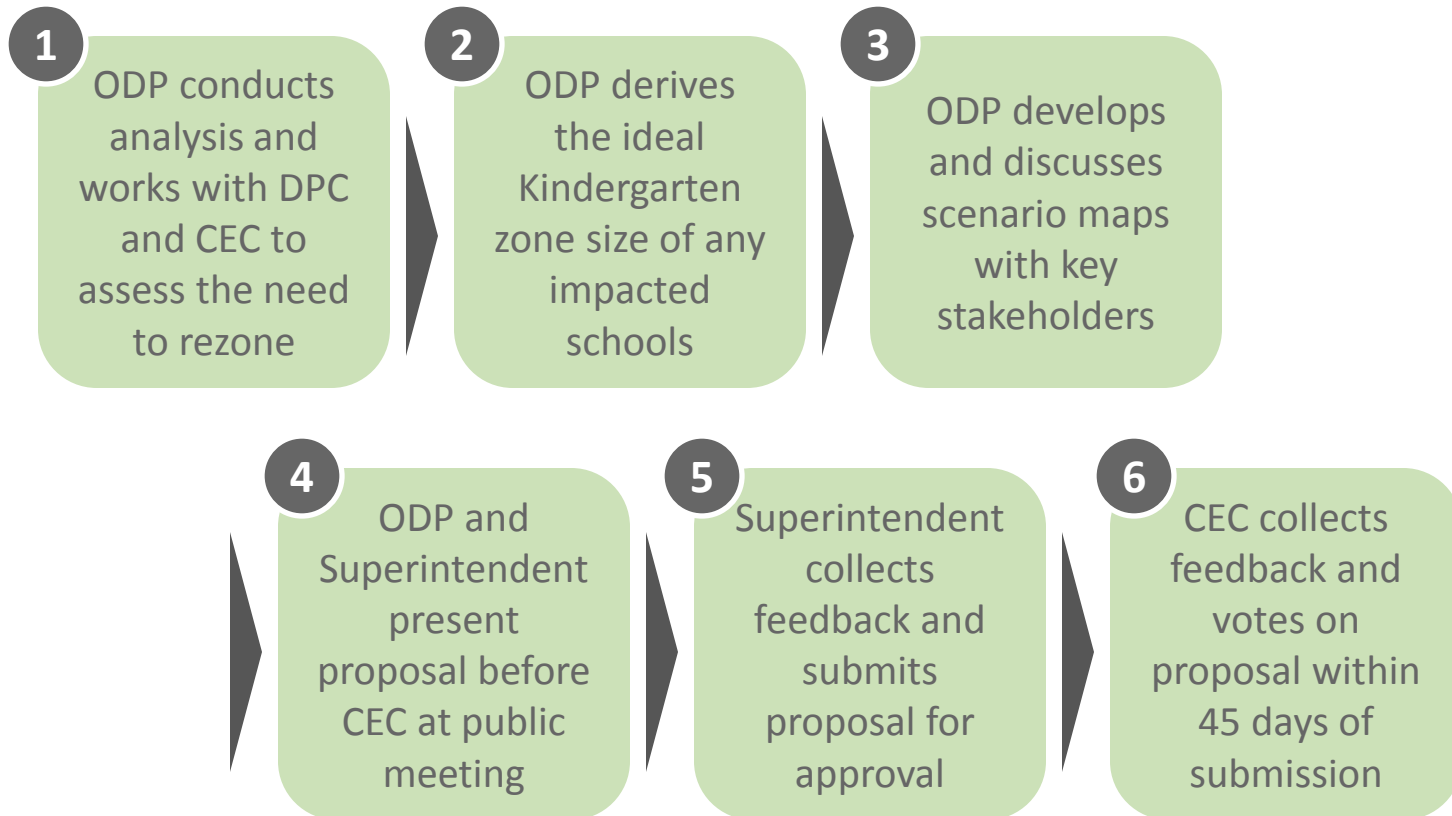 1
ODP conducts
analysis and
works with DPC
and CEC to
assess the need
to rezone
2
ODP derives
the ideal
Kindergarten
zone size of any
impacted
schools
3
ODP develops
and discusses
scenario maps
with key
stakeholders
4
ODP and
Superintendent
present
proposal before
CEC at public
meeting
5
Superintendent
collects
feedback and
submits
proposal for
approval
6
CEC collects
feedback and
votes on
proposal within
45 days of
submission